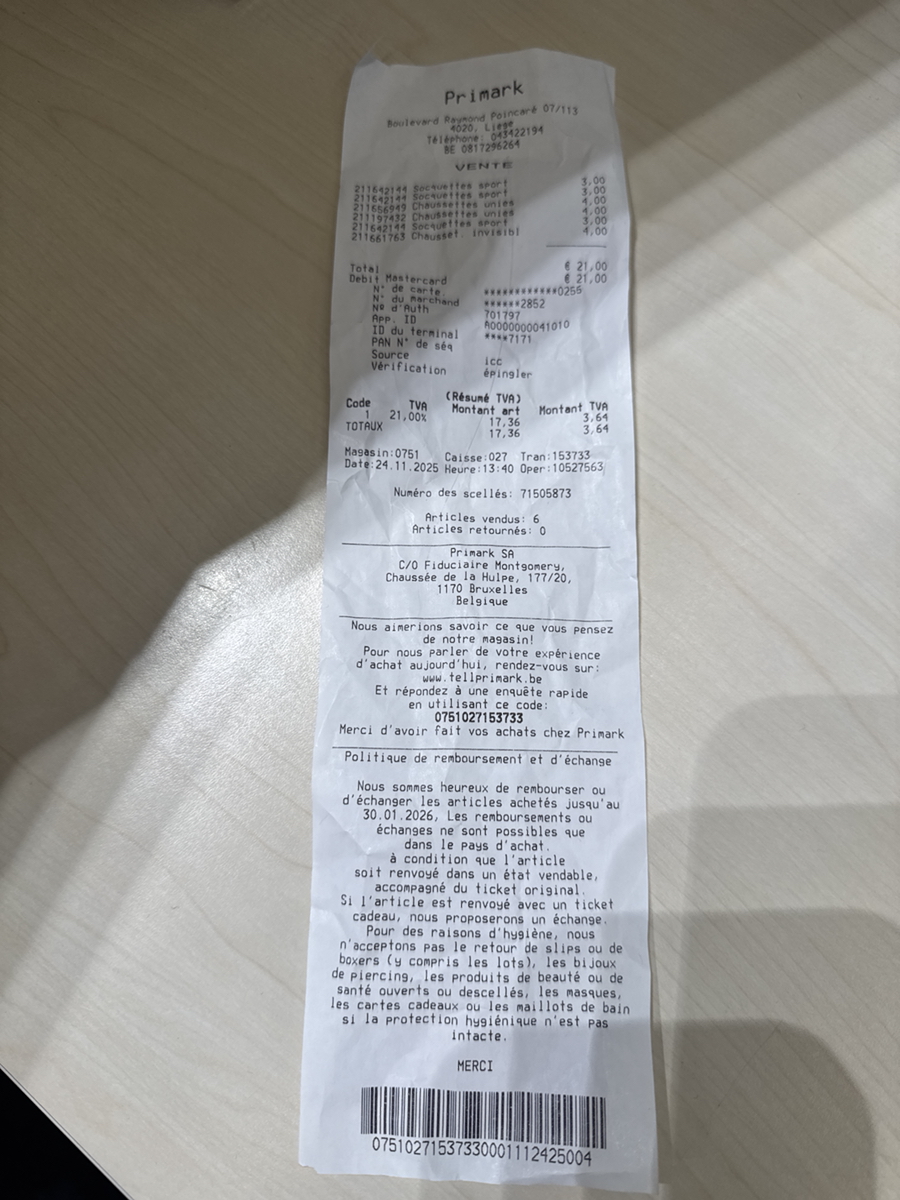 Primark
Boulevard Raymond Poincaré 07/113
4020, Liège
Téléphone: 043422194
BE 0817296264
VENTE
211642144 Socquettes sport 3,00
211642144 Socquettes sport 3,00
211656949 Chaussettes unies 4,00
211197432 Chaussettes unies 4,00
211642144 Socquettes sport 3,00
211661763 Chausset. invisibl 4,00
Total € 21,00
Debit Mastercard € 21,00
N° de carte. ************0256
N° du marchand ******2852
Nº d'Auth 701797
App. ID A0000000041010
ID du terminal ****7171
PAN N° de séq
Source icc
Vérification épingler
(Résumé TVA)
Code TVA Montant art Montant TVA
1 21,00% 17,36 3,64
TOTAUX 17,36 3,64
Magasin:0751 Caisse:027 Tran:153733
Date:24.11.2025 Heure:13:40 Oper:10527563
Numéro des scellés: 71505873
Articles vendus: 6
Articles retournés: 0
Primark SA
C/O Fiduciaire Montgomery,
Chaussée de la Hulpe, 177/20,
1170 Bruxelles
Belgique
Nous aimerions savoir ce que vous pensez
de notre magasin!
Pour nous parler de votre expérience
d'achat aujourd'hui, rendez-vous sur:
www.tellprimark.be
Et répondez à une enquête rapide
en utilisant ce code:
0751027153733
Merci d'avoir fait vos achats chez Primark
Politique de remboursement et d'échange
Nous sommes heureux de rembourser ou
d'échanger les articles achetés jusqu'au
30.01.2026, Les remboursements ou
échanges ne sont possibles que
dans le pays d'achat.
à condition que l'article
soit renvoyé dans un état vendable,
accompagné du ticket original.
Si l'article est renvoyé avec un ticket
cadeau, nous proposerons un échange.
Pour des raisons d'hygiène, nous
n'acceptons pas le retour de slips ou de
boxers (y compris les lots), les bijoux
de piercing, les produits de beauté ou de
santé ouverts ou descellés, les masques,
les cartes cadeaux ou les maillots de bain
si la protection hygiénique n'est pas
intacte.
MERCI
07510271537330001112425004